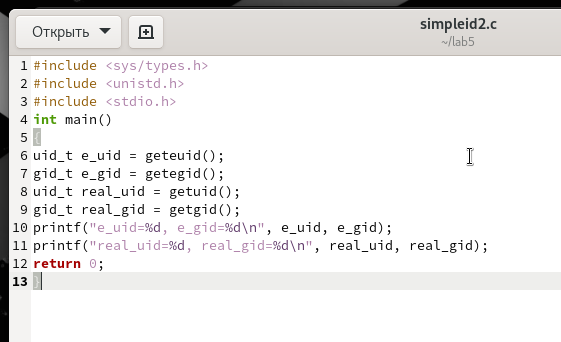 Открыть
simpleid2.c
~/lab5
1 #include <sys/types.h>
2 #include <unistd.h>
3 #include <stdio.h>
4 int main()
5 {
6 uid_t e_uid = geteuid();
7 gid_t e_gid = getegid();
8 uid_t real_uid = getuid();
9 gid_t real_gid = getgid();
10 printf("e_uid=%d, e_gid=%d\n", e_uid, e_gid);
11 printf("real_uid=%d, real_gid=%d\n", real_uid, real_gid);
12 return 0;
13 }